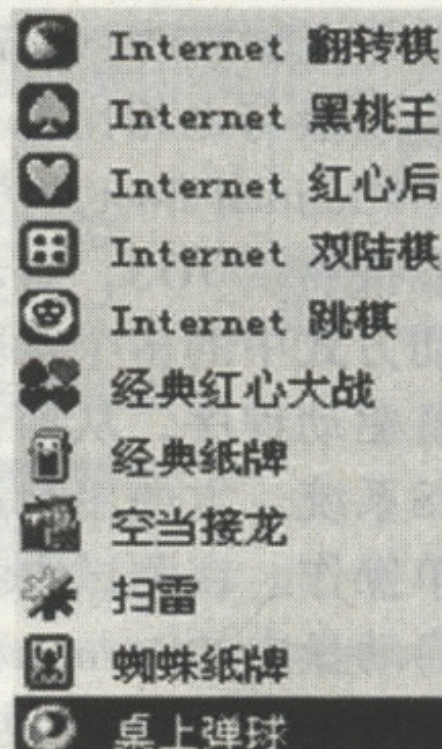 Internet 翻转棋
Internet 黑桃王
Internet 红心后
Internet 双陆棋
Internet 跳棋
经典红心大战
经典纸牌
空当接龙
扫雷
蜘蛛纸牌
桌上弹球